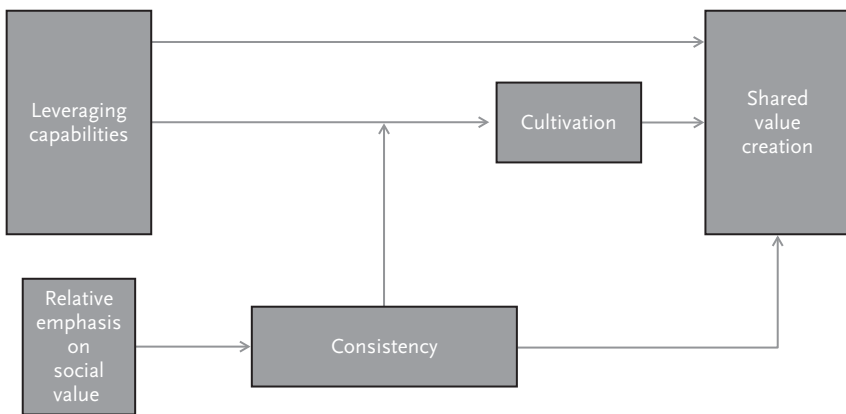 Leveraging
capabilities
Cultivation
Shared
value
creation
Relative
emphasis
on
social
value
Consistency